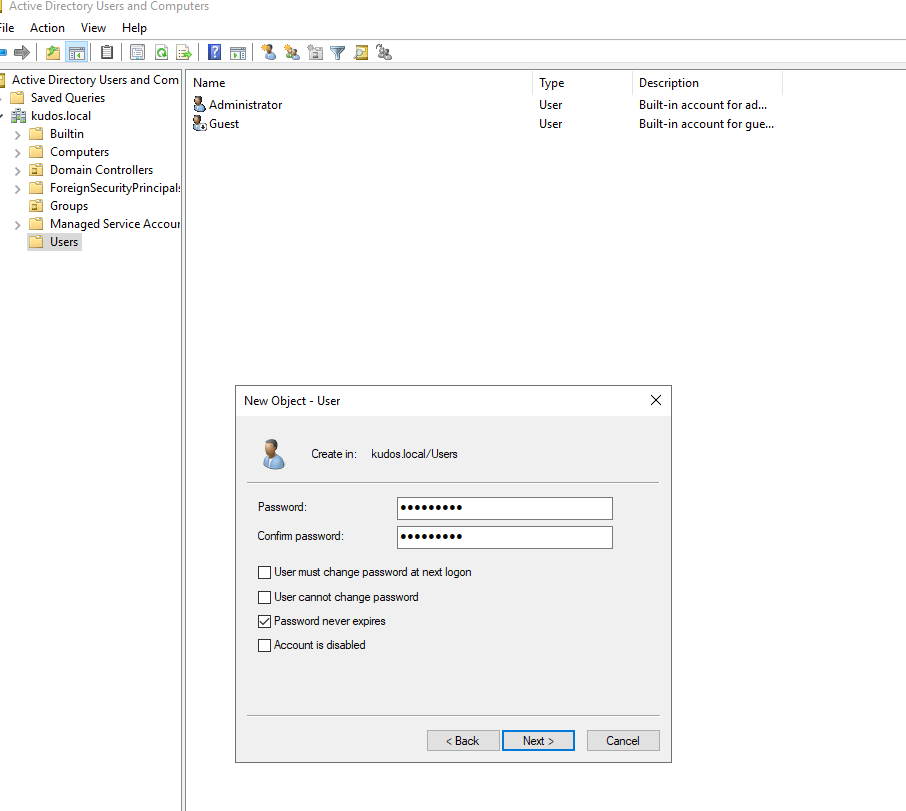 Active Directory Users and Computers
File Action View Help
Active Directory Users and Com
Saved Queries
kudos.local
Builtin
Computers
Domain Controllers
ForeignSecurityPrincipals
Groups
Managed Service Accour
Users
Name Type Description
Administrator User Built-in account for ad...
Guest User Built-in account for gue...
New Object - User
Create in: kudos.local/Users
Password: •••••••••
Confirm password: •••••••••
User must change password at next logon
User cannot change password
Password never expires
Account is disabled
< Back Next > Cancel